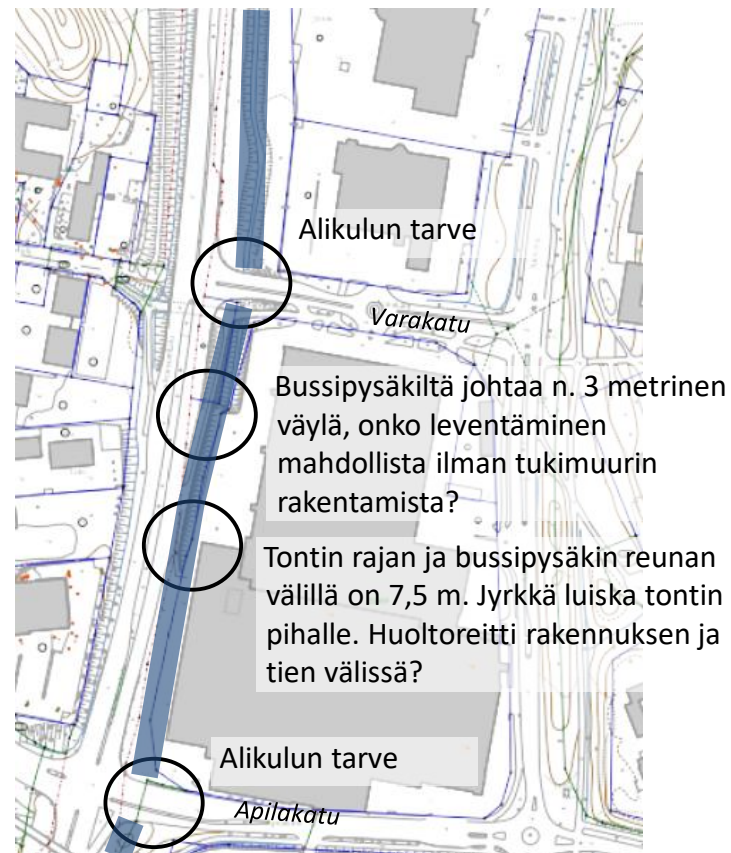 Alikulun tarve
Varakatu
Bussipysäkiltä johtaa n. 3 metrinen
väylä, onko leventäminen
mahdollista ilman tukimuurin
rakentamista?
Tontin rajan ja bussipysäkin reunan
välillä on 7,5 m. Jyrkkä luiska tontin
pihalle. Huoltoreitti rakennuksen ja
tien välissä?
Alikulun tarve
Apilakatu